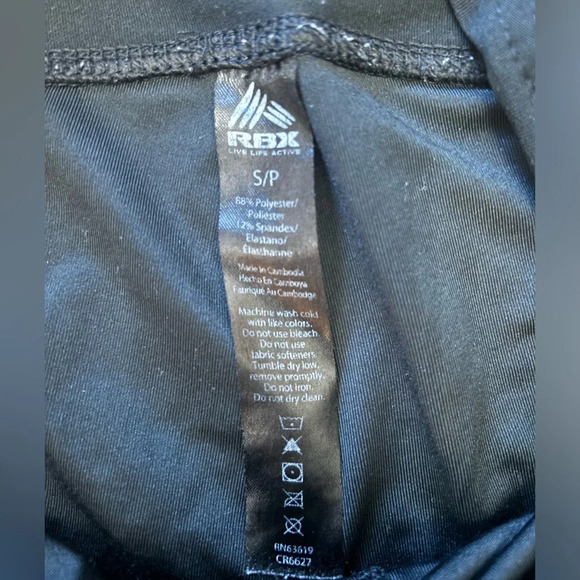 RBX
LIVE LIFE ACTIVE
S/P
88% Polyester/
Poliéster
12% Spandex/
Elastano/
Élasthanne
Made in Cambodia
Hecho En Camboya
Fabriqué Au Cambodge
Machine wash cold
with like colors.
Do not use bleach.
Do not use
fabric softeners.
Tumble dry low,
remove promptly.
Do not iron.
Do not dry clean.
RN63619
CR6627